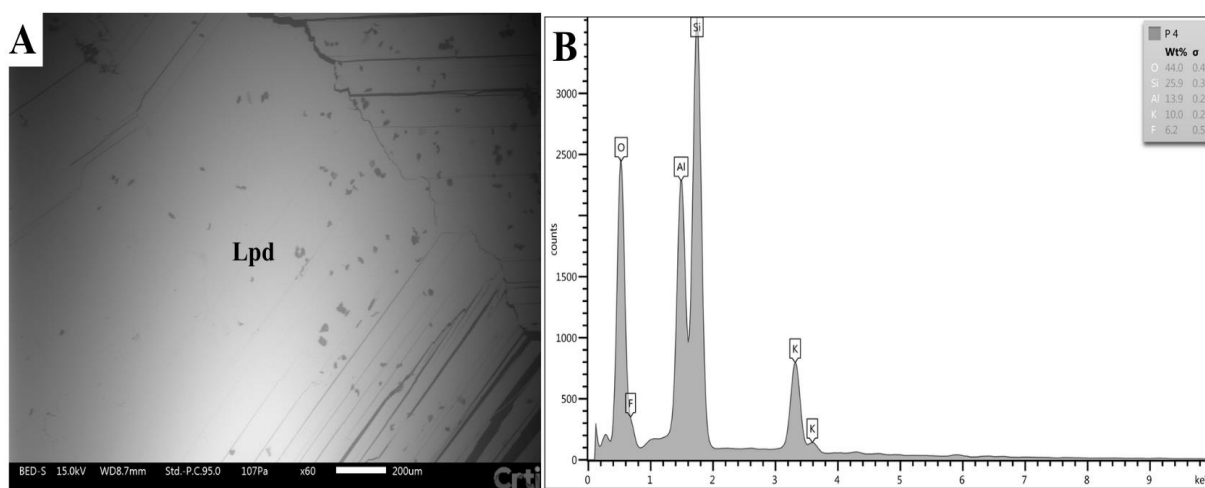 A
Lpd
BED-S 15.0kV WD8.7mm Std.-P.C.95.0 107Pa x60 200um
Crti
B
P 4
Wt% σ
O 44.0 0.4
Si 25.9 0.3
Al 13.9 0.2
K 10.0 0.2
F 6.2 0.5
Si
O
Al
F
K
K
counts
3000
2500
1500
1000
500
0
0 1 2 3 4 5 6 7 8 9 ke